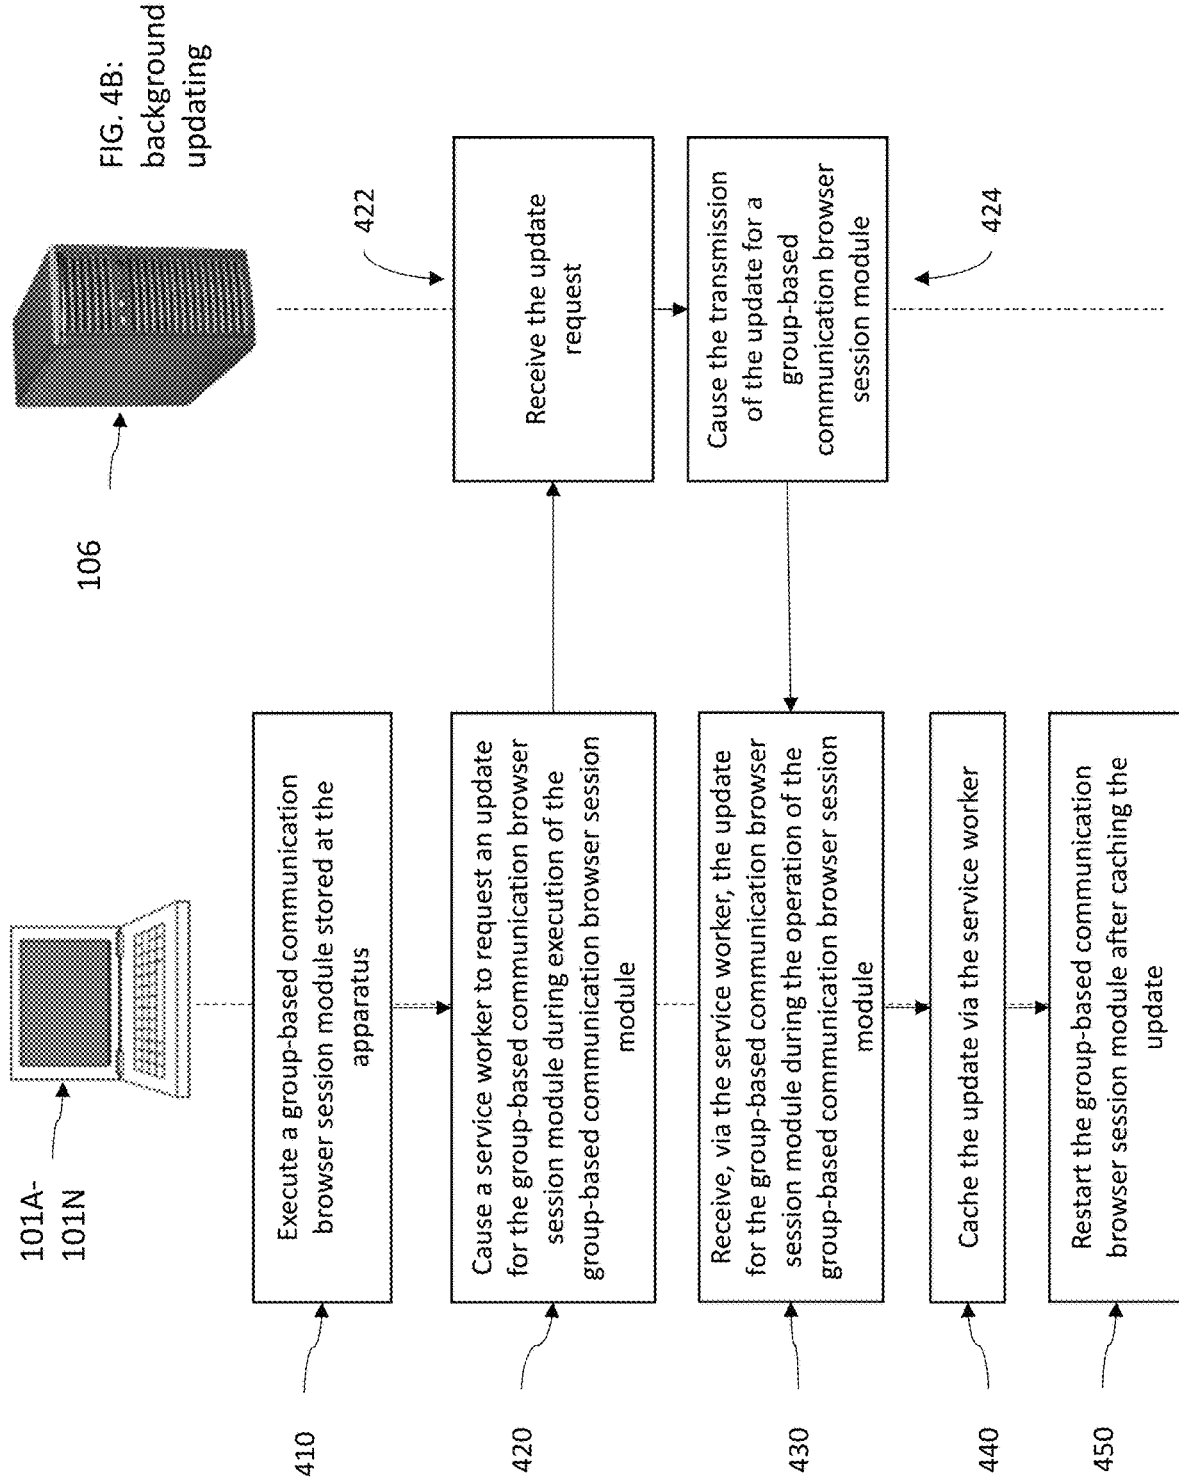 FIG. 4B:
background
updating
101A-
101N
106
410
Execute a group-based communication
browser session module stored at the
apparatus
420
Cause a service worker to request an update
for the group-based communication browser
session module during execution of the
group-based communication browser session
module
422
Receive the update
request
Cause the transmission
of the update for a
group-based
communication browser
session module
424
430
Receive, via the service worker, the update
for the group-based communication browser
session module during the operation of the
group-based communication browser session
module
440
Cache the update via the service worker
450
Restart the group-based communication
browser session module after caching the
update